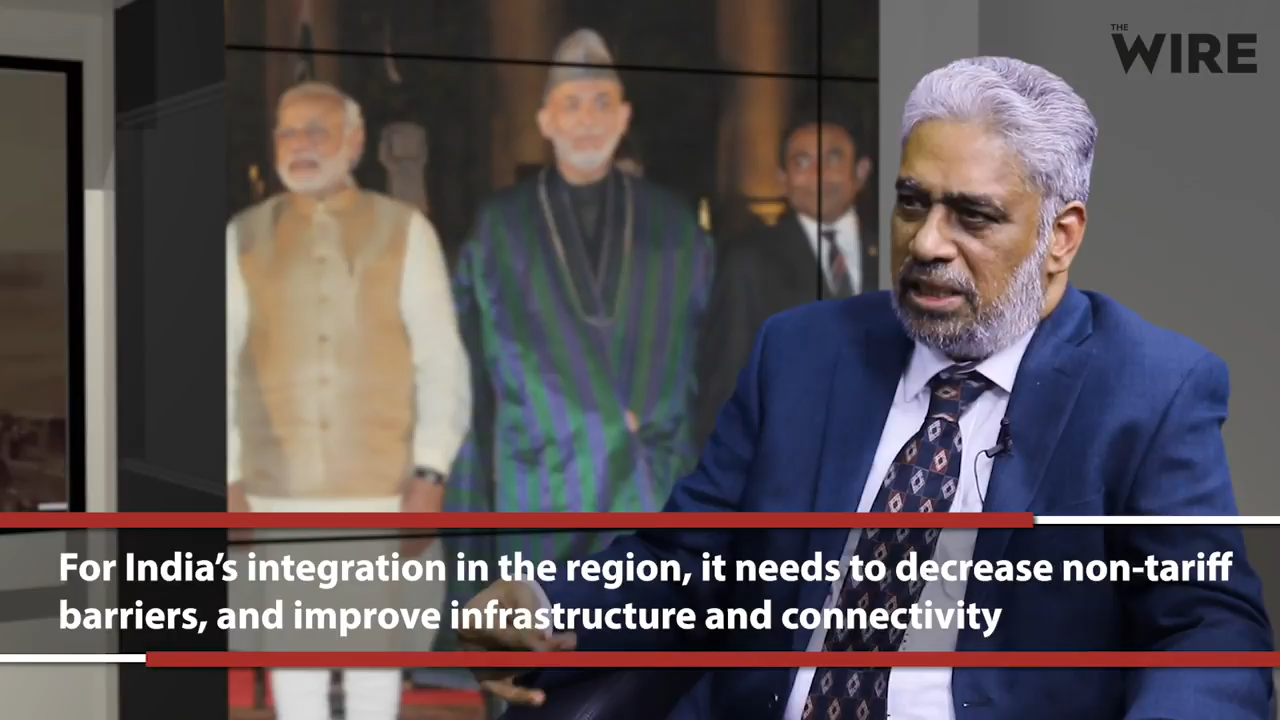 THE
WIRE
For India’s integration in the region, it needs to decrease non-tariff
barriers, and improve infrastructure and connectivity